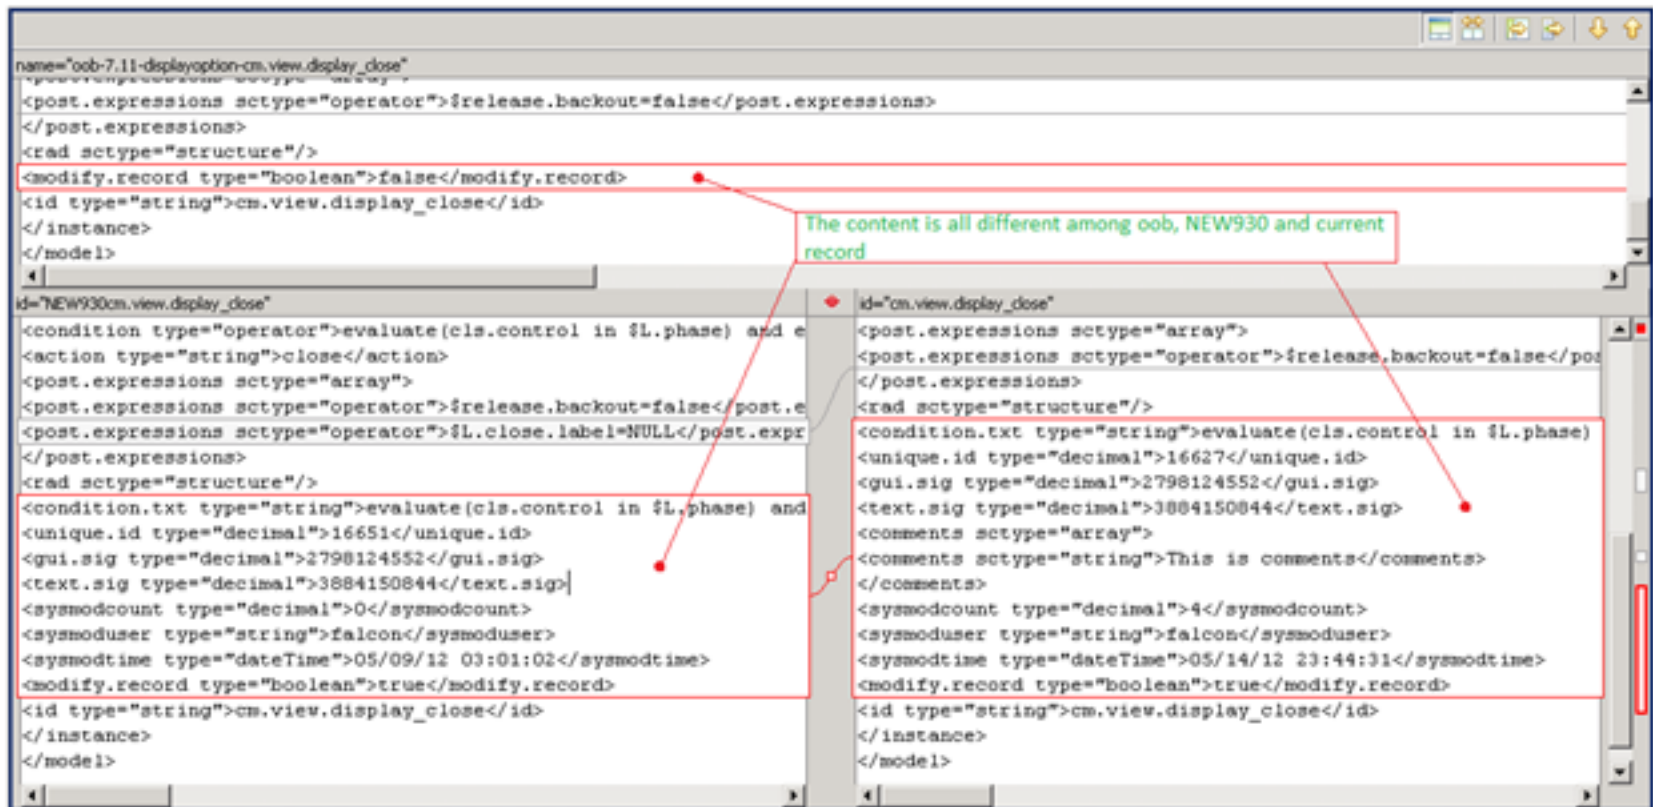 name="oob-7.11-displayoption-cm.view.display_close"
<post.expressions sctype="array">
<post.expressions sctype="operator">$release.backout=false</post.expressions>
</post.expressions>
<rad sctype="structure"/>
<modify.record type="boolean">false</modify.record>
<id type="string">cm.view.display_close</id>
</instance>
</model>
The content is all different among oob, NEW930 and current
record
id="NEW930cm.view.display_close"
<condition type="operator">evaluate(cls.control in $L.phase) and e
<action type="string">close</action>
<post.expressions sctype="array">
<post.expressions sctype="operator">$release.backout=false</post.e
<post.expressions sctype="operator">$L.close.label=NULL</post.expr
</post.expressions>
<rad sctype="structure"/>
<condition.txt type="string">evaluate(cls.control in $L.phase) and
<unique.id type="decimal">16651</unique.id>
<gui.sig type="decimal">2798124552</gui.sig>
<text.sig type="decimal">3884150844</text.sig>
<sysmodcount type="decimal">0</sysmodcount>
<sysmoduser type="string">falcon</sysmoduser>
<sysmodtime type="dateTime">05/09/12 03:01:02</sysmodtime>
<modify.record type="boolean">true</modify.record>
<id type="string">cm.view.display_close</id>
</instance>
</model>
id="cm.view.display_close"
<post.expressions sctype="array">
<post.expressions sctype="operator">$release.backout=false</pos
</post.expressions>
<rad sctype="structure"/>
<condition.txt type="string">evaluate(cls.control in $L.phase)
<unique.id type="decimal">16627</unique.id>
<gui.sig type="decimal">2798124552</gui.sig>
<text.sig type="decimal">3884150844</text.sig>
<comments sctype="array">
<comments sctype="string">This is comments</comments>
</comments>
<sysmodcount type="decimal">4</sysmodcount>
<sysmoduser type="string">falcon</sysmoduser>
<sysmodtime type="dateTime">05/14/12 23:44:31</sysmodtime>
<modify.record type="boolean">true</modify.record>
<id type="string">cm.view.display_close</id>
</instance>
</model>